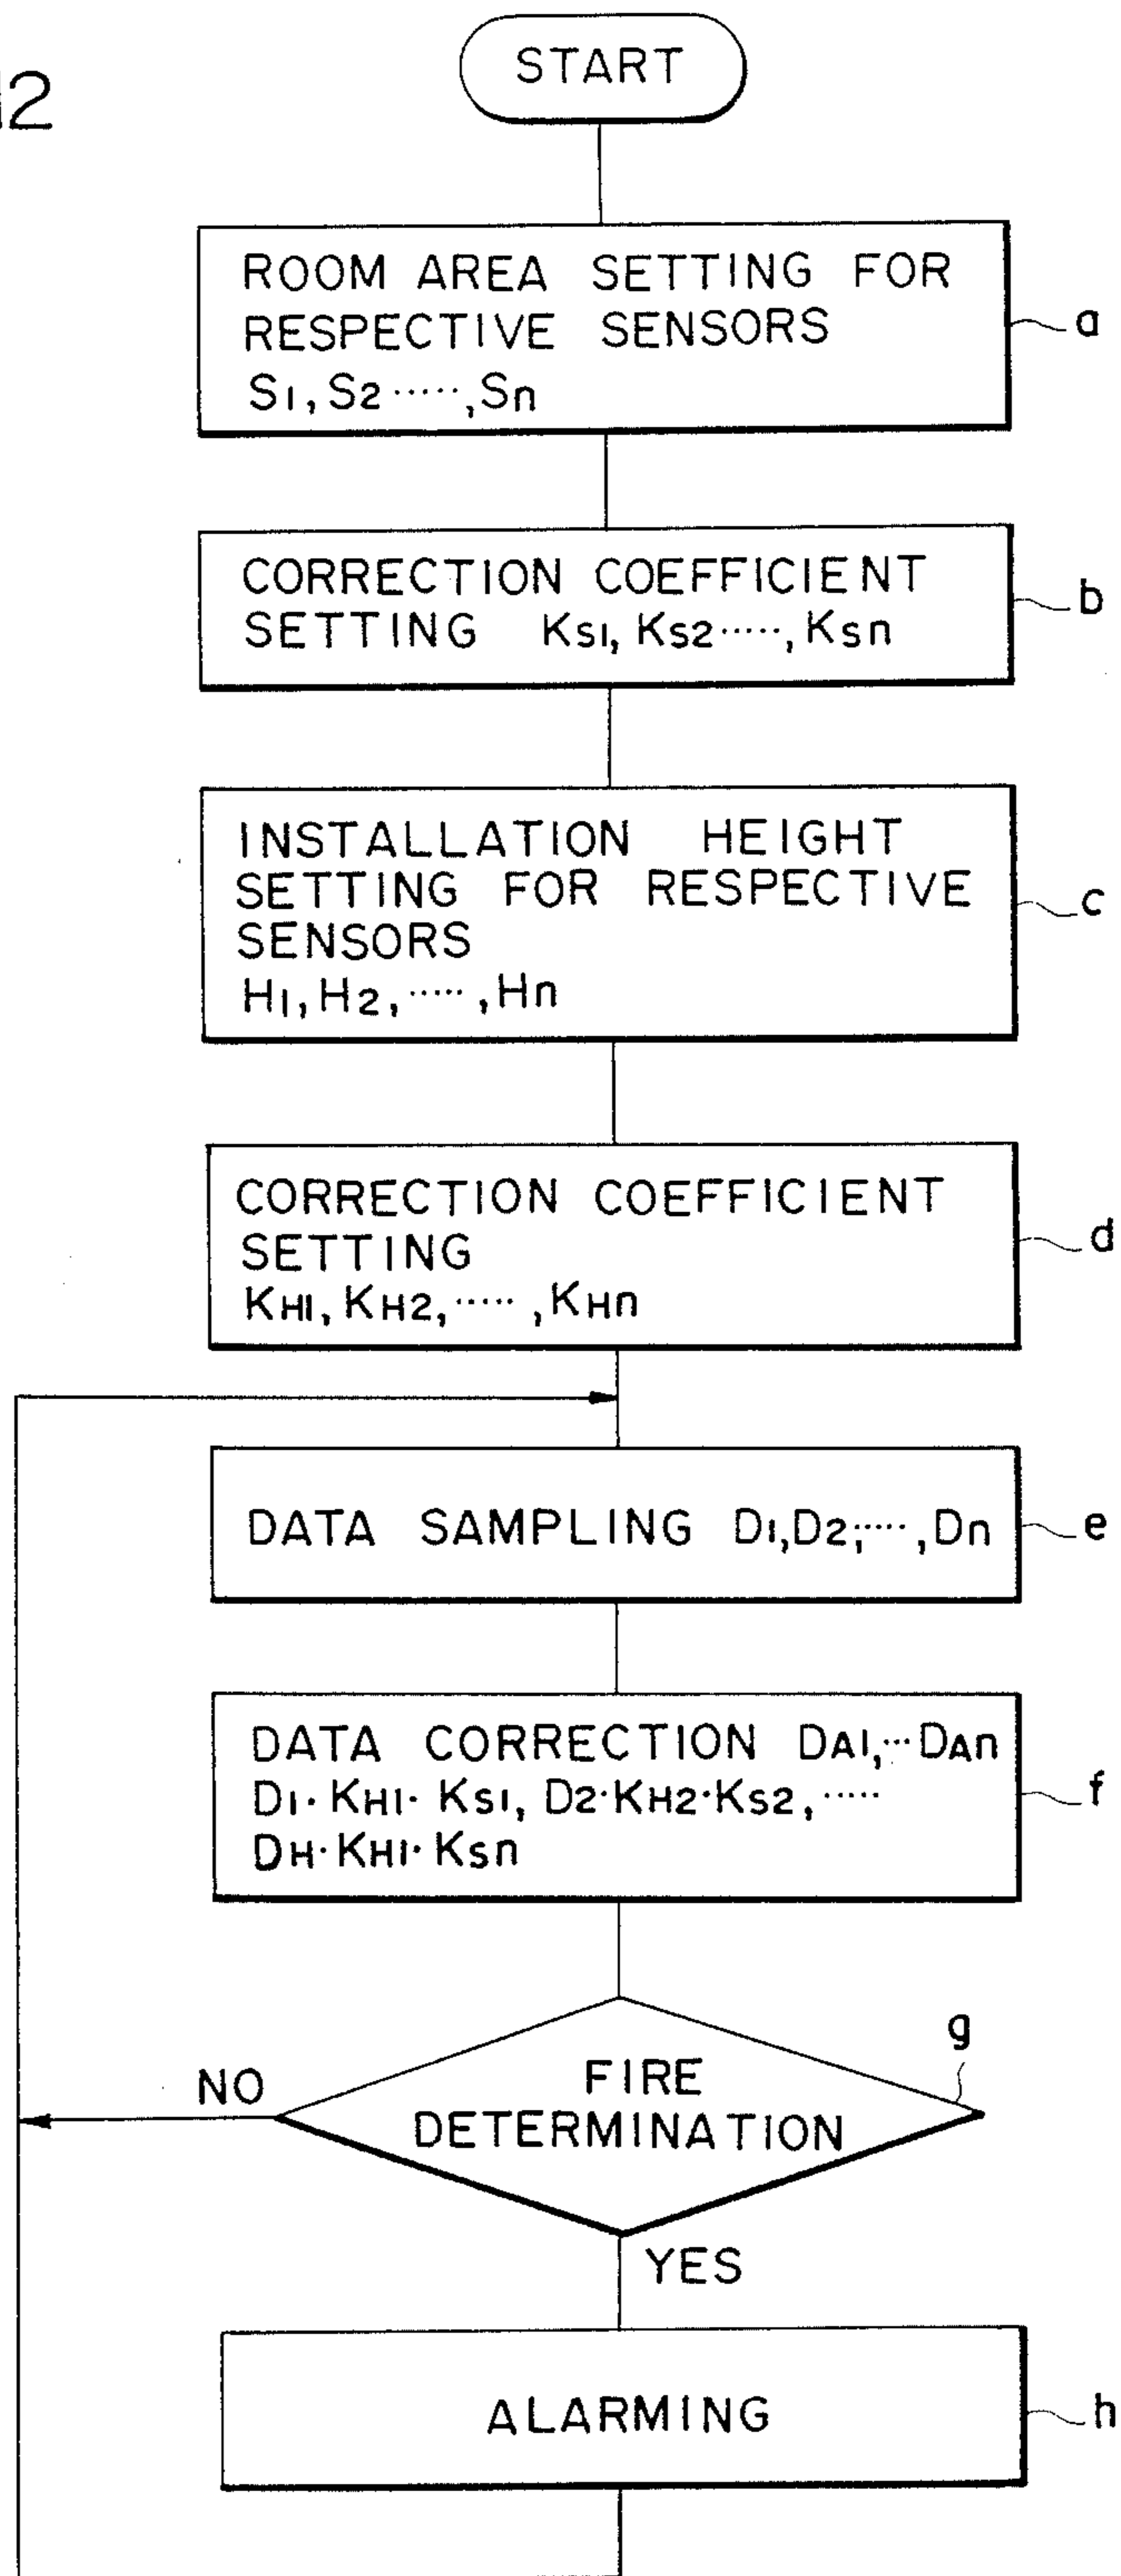 12
START
ROOM AREA SETTING FOR
RESPECTIVE SENSORS
S1, S2 ....., Sn
a
CORRECTION COEFFICIENT
SETTING KS1, KS2 ....., KSn
b
INSTALLATION HEIGHT
SETTING FOR RESPECTIVE
SENSORS
H1, H2, ....., Hn
c
CORRECTION COEFFICIENT
SETTING
KH1, KH2, ....., KHn
d
DATA SAMPLING D1, D2, ....., Dn
e
DATA CORRECTION DA1, ... DAn
D1· KH1· KS1, D2·KH2·KS2, .....
DH·KH1·KSn
f
g
FIRE
DETERMINATION
NO
YES
ALARMING
h